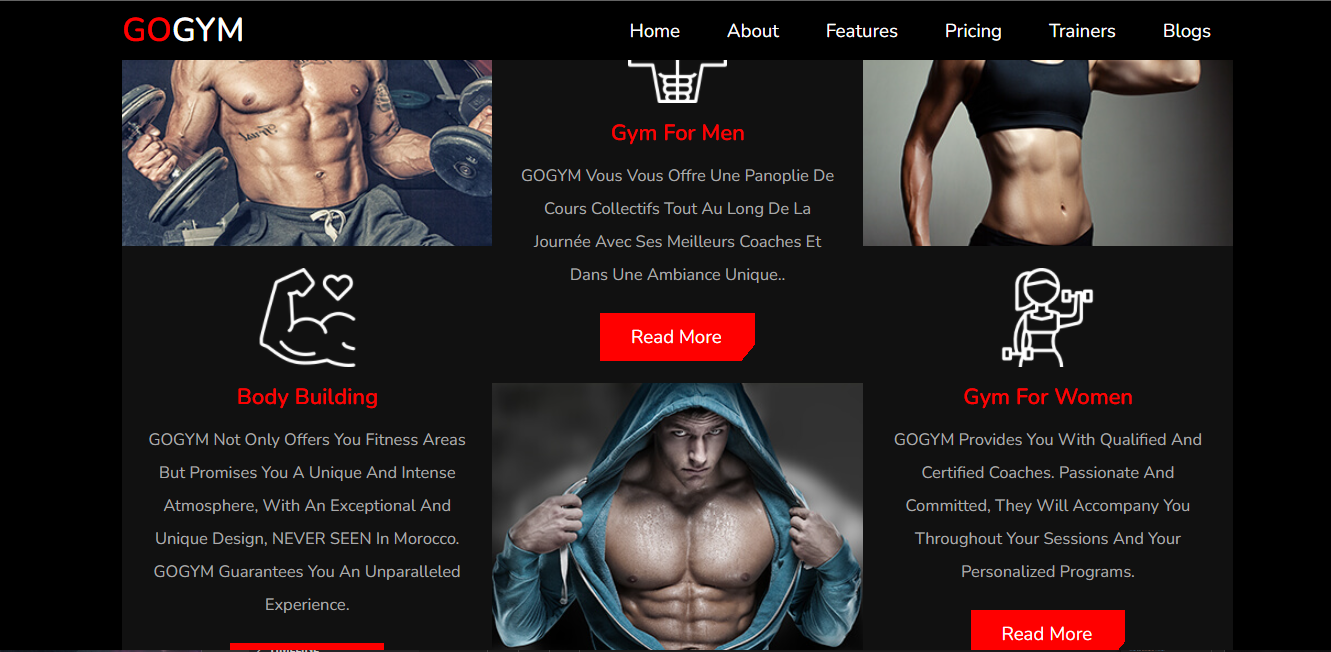 GOGYM
Home
About
Features
Pricing
Trainers
Blogs
Gym For Men
GOGYM Vous Vous Offre Une Panoplie De
Cours Collectifs Tout Au Long De La
Journée Avec Ses Meilleurs Coaches Et
Dans Une Ambiance Unique..
Read More
Body Building
GOGYM Not Only Offers You Fitness Areas
But Promises You A Unique And Intense
Atmosphere, With An Exceptional And
Unique Design, NEVER SEEN In Morocco.
GOGYM Guarantees You An Unparalleled
Experience.
Gym For Women
GOGYM Provides You With Qualified And
Certified Coaches. Passionate And
Committed, They Will Accompany You
Throughout Your Sessions And Your
Personalized Programs.
Read More